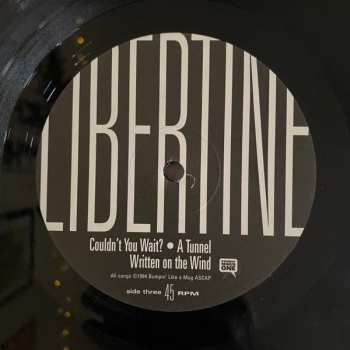 LIBERTINE
Couldn't You Wait? • A Tunnel
Written on the Wind
ONE
All songs ©1994 Bumpin' Like a Mug ASCAP
side three 45 RPM